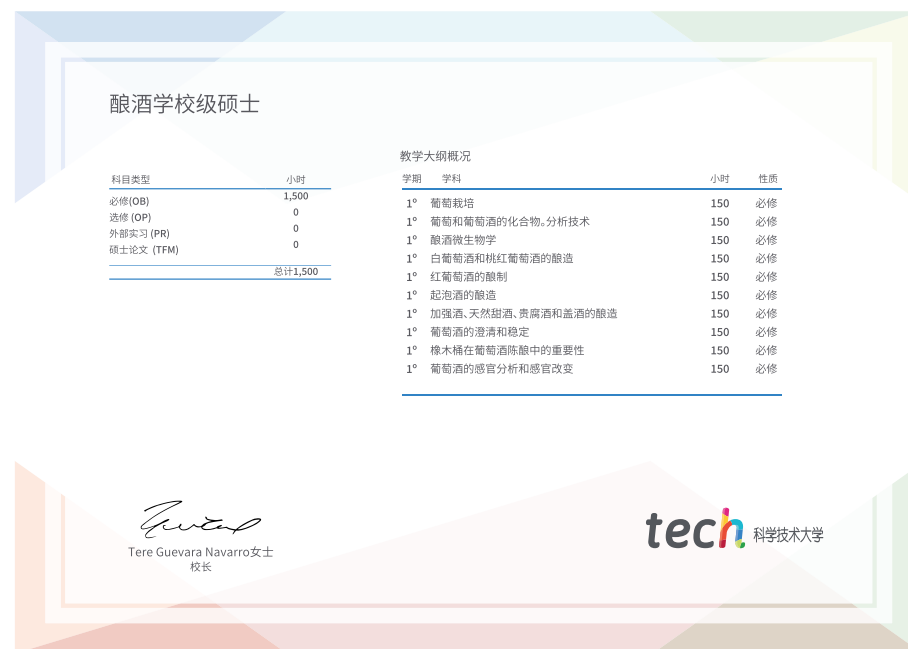 酿酒学校级硕士
科目类型 小时
必修(OB) 1,500
选修 (OP) 0
外部实习 (PR) 0
硕士论文 (TFM) 0
总计1,500
教学大纲概况
学期 学科 小时 性质
1º 葡萄栽培 150 必修
1º 葡萄和葡萄酒的化合物。分析技术 150 必修
1º 酿酒微生物学 150 必修
1º 白葡萄酒和桃红葡萄酒的酿造 150 必修
1º 红葡萄酒的酿制 150 必修
1º 起泡酒的酿造 150 必修
1º 加强酒、天然甜酒、贵腐酒和盖酒的酿造 150 必修
1º 葡萄酒的澄清和稳定 150 必修
1º 橡木桶在葡萄酒陈酿中的重要性 150 必修
1º 葡萄酒的感官分析和感官改变 150 必修
Tere Guevara Navarro女士
校长
tech 科学技术大学